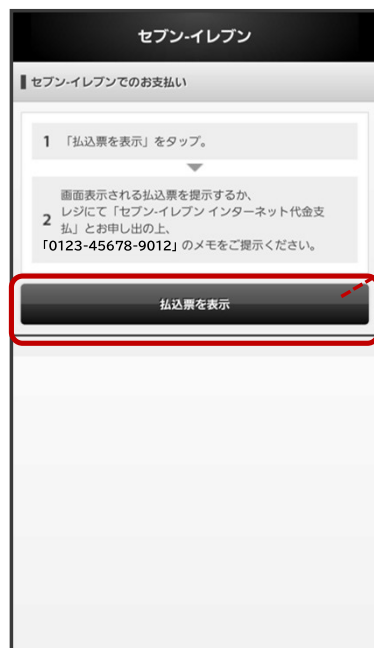 セブン-イレブン
セブン-イレブンでのお支払い
1 「払込票を表示」をタップ。
画面表示される払込票を提示するか、
2 レジにて「セブン-イレブン インターネット代金支
払」とお申し出の上、
「0123-45678-9012」のメモをご提示ください。
払込票を表示